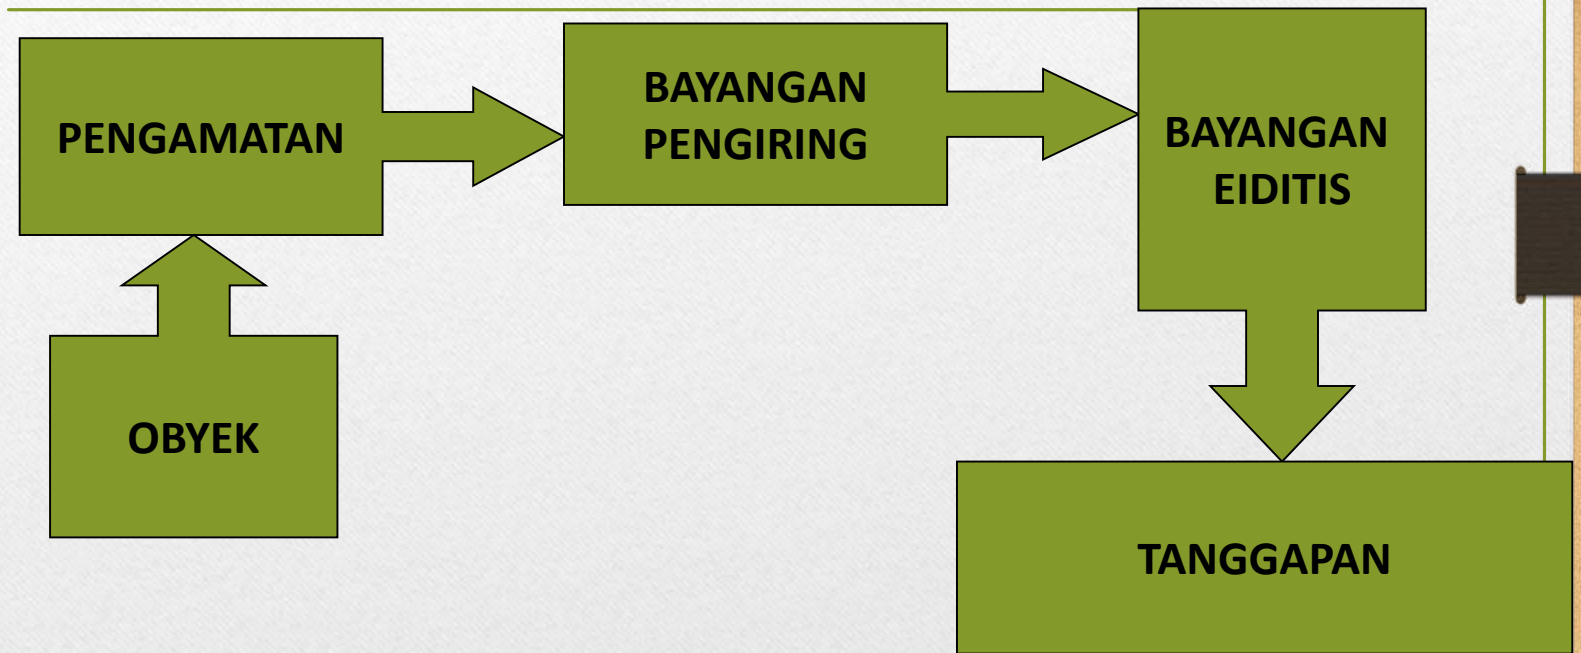 PENGAMATAN
BAYANGAN
PENGIRING
BAYANGAN
EIDITIS
OBYEK
TANGGAPAN